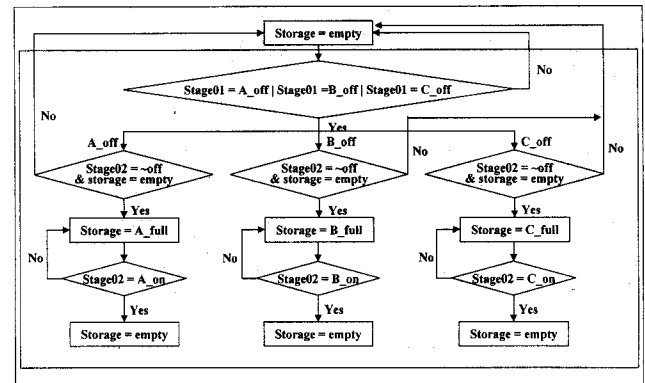 Storage = empty
No
Stage01 = A_off | Stage01 =B_off | Stage01 = C_off
No
Yes
A_off
B_off
C_off
No
No
Stage02 = ~off
& storage = empty
Stage02 = ~off
& storage = empty
Stage02 = ~off
& storage = empty
Yes
Yes
Yes
Storage = A_full
Storage = B_full
Storage = C_full
No
No
No
Stage02 = A_on
Stage02 = B_on
Stage02 = C_on
Yes
Yes
Yes
Storage = empty
Storage = empty
Storage = empty